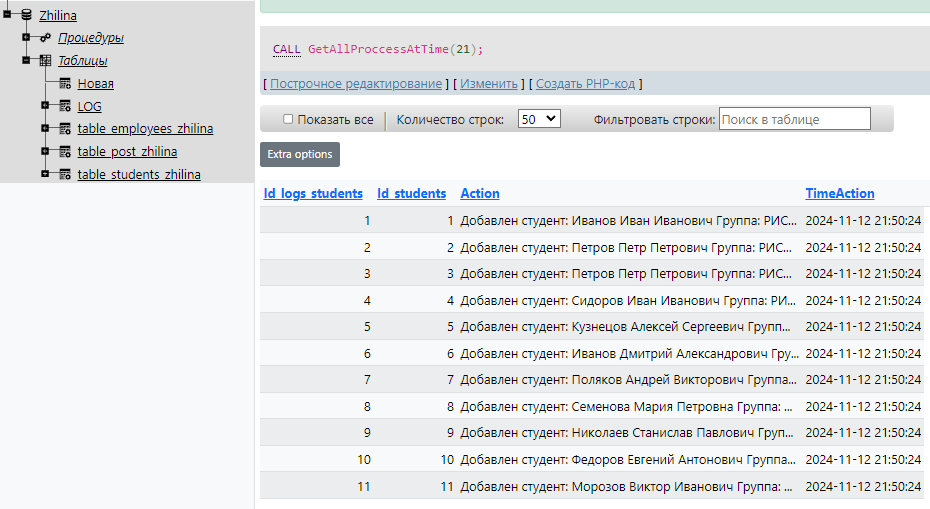 Zhilina
Процедуры
Таблицы
Новая
LOG
table_employees_zhilina
table_post_zhilina
table_students_zhilina
CALL GetAllProccessAtTime(21);
[ Построчное редактирование ] [ Изменить ] [ Создать PHP-код ]
Показать все Количество строк: 50 Фильтровать строки: Поиск в таблице
Extra options
Id_logs_students Id_students Action TimeAction
1 1 Добавлен студент: Иванов Иван Иванович Группа: РИС... 2024-11-12 21:50:24
2 2 Добавлен студент: Петров Петр Петрович Группа: РИС... 2024-11-12 21:50:24
3 3 Добавлен студент: Петров Петр Петрович Группа: РИС... 2024-11-12 21:50:24
4 4 Добавлен студент: Сидоров Иван Иванович Группа: РИ... 2024-11-12 21:50:24
5 5 Добавлен студент: Кузнецов Алексей Сергеевич Групп... 2024-11-12 21:50:24
6 6 Добавлен студент: Иванов Дмитрий Александрович Гру... 2024-11-12 21:50:24
7 7 Добавлен студент: Поляков Андрей Викторович Группа... 2024-11-12 21:50:24
8 8 Добавлен студент: Семенова Мария Петровна Группа: ... 2024-11-12 21:50:24
9 9 Добавлен студент: Николаев Станислав Павлович Груп... 2024-11-12 21:50:24
10 10 Добавлен студент: Федоров Евгений Антонович Группа... 2024-11-12 21:50:24
11 11 Добавлен студент: Морозов Виктор Иванович Группа: ... 2024-11-12 21:50:24